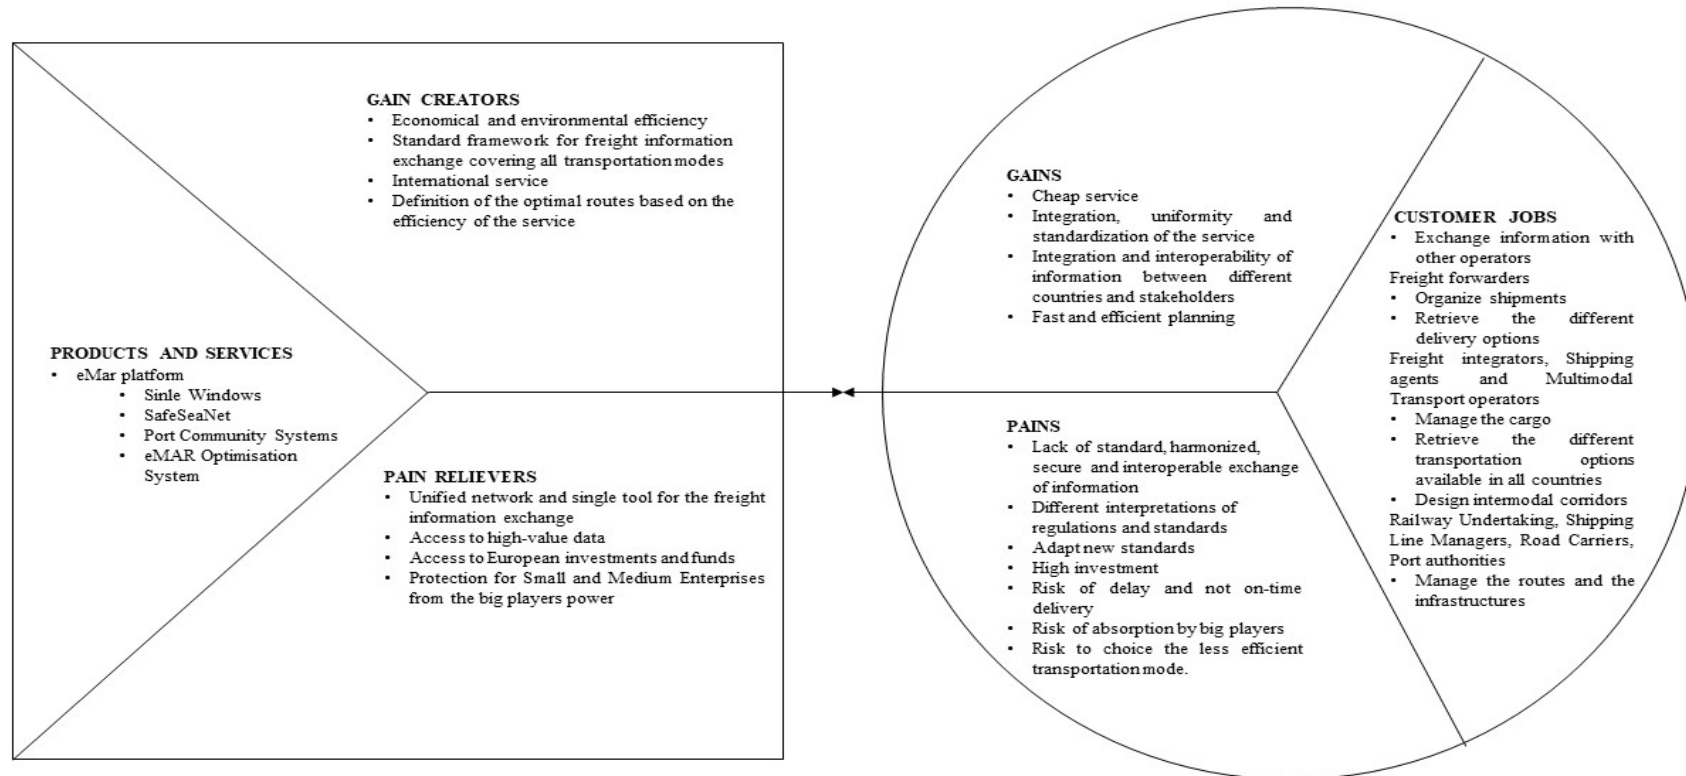 GAIN CREATORS
• Economical and environmental efficiency
• Standard framework for freight information
exchange covering all transportation modes
• International service
• Definition of the optimal routes based on the
efficiency of the service
PRODUCTS AND SERVICES
• eMar platform
• Sinle Windows
• SafeSeaNet
• Port Community Systems
• eMAR Optimisation
System
PAIN RELIEVERS
• Unified network and single tool for the freight
information exchange
• Access to high-value data
• Access to European investments and funds
• Protection for Small and Medium Enterprises
from the big players power
GAINS
• Cheap service
• Integration, uniformity and
standardization of the service
• Integration and interoperability of
information between different
countries and stakeholders
• Fast and efficient planning
PAINS
• Lack of standard, harmonized,
secure and interoperable exchange
of information
• Different interpretations of
regulations and standards
• Adapt new standards
• High investment
• Risk of delay and not on-time
delivery
• Risk of absorption by big players
• Risk to choice the less efficient
transportation mode.
CUSTOMER JOBS
• Exchange information with
other operators
Freight forwarders
• Organize shipments
• Retrieve the different
delivery options
Freight integrators, Shipping
agents and Multimodal
Transport operators
• Manage the cargo
• Retrieve the different
transportation options
available in all countries
• Design intermodal corridors
Railway Undertaking, Shipping
Line Managers, Road Carriers,
Port authorities
• Manage the routes and the
infrastructures